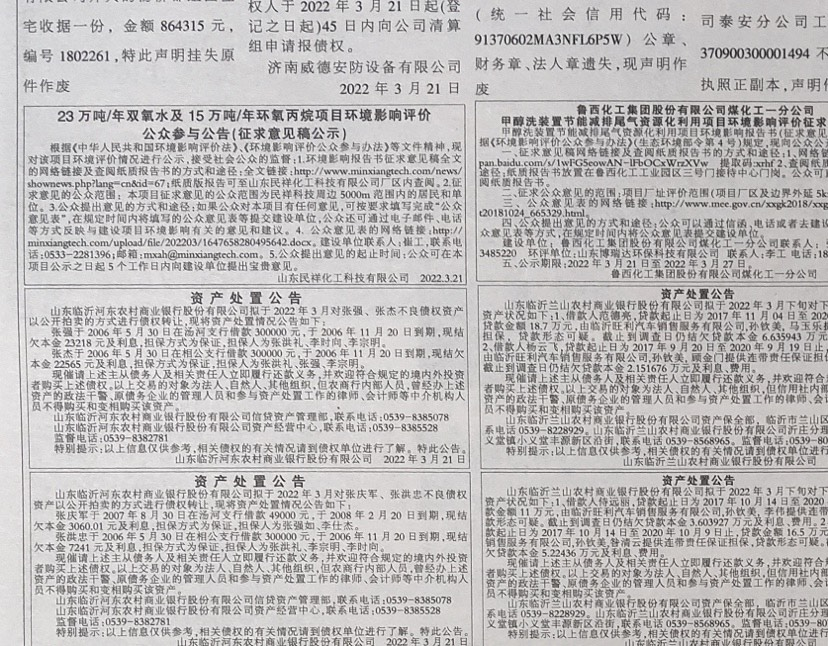 宅收据一份，金额 864315 元，
编号 1802261，特此声明挂失原
件作废
权人于 2022 年 3 月 21 日起(登
记之日起)45 日内向公司清算
组申请报债权。
济南威德安防设备有限公司
2022 年 3 月 21 日
(统一社会信用代码：
91370602MA3NFL6P5W) 公章、
财务章、法人章遗失，现声明作
废
司泰安分公司工
370900300001494 不
执照正副本，声明作
23 万吨/年双氧水及 15 万吨/年环氧丙烷项目环境影响评价
公众参与公告(征求意见稿公示)
根据《中华人民共和国环境影响评价法》、《环境影响评价公众参与办法》等文件精神，现
对该项目环境评价情况进行公示，接受社会公众的监督:1.环境影响报告书征求意见稿全文
的网络链接及查阅纸质报告书的方式和途径:全文链接:http://www.minxiangtech.com/news/
shownews.php?lang=cn&id=67;纸质版报告可至山东民祥化工科技有限公司厂区内查阅。2.征
求意见的公众范围:本项目征求意见的公众范围为民祥科技周边 5000m 范围内的居民和单
位。3.公众提出意见的方式和途径:如果公众对本项目有任何意见，可按要求填写完成“公众
意见表”，在规定时间内将填写的公众意见表等提交建设单位，公众还可通过电子邮件、电话
等方式反映与建设项目环境影响有关的意见和建议。4. 公众意见表的网络链接:http://
minxiangtech.com/upload/file/202203/1647658280495642.docx。建设单位联系人:崔工，联系电
话:0533-2281396;邮箱:mxah@minxiangtech.com。5.公众提出意见的起止时间:公众可在本
项目公示之日起 5 个工作日内向建设单位提出宝贵意见。
山东民祥化工科技有限公司 2022.3.21
资产处置公告
山东临沂河东农村商业银行股份有限公司拟于 2022 年 3 月对张强、张杰不良债权资产
以公开拍卖的方式进行债权转让，现将资产处置情况公告如下:
张强于 2006 年 5 月 30 日在汤河支行借款 300000 元，于 2006 年 11 月 20 日到期，现结
欠本金 23218 元及利息，担保方式为保证，担保人为张洪礼、李时向、李宗明。
张杰于 2006 年 5 月 30 日在相公支行借款 300000 元，于 2006 年 11 月 20 日到期，现结欠
本金 22565 元及利息，担保方式为保证，担保人为张洪礼、张强、李宗明。
现催请上述主从债务人及相关责任人立即履行还款义务，并欢迎符合规定的境内外投资
者购买上述债权。以上交易的对象为法人、自然人、其他组织，但农商行内部人员、曾经办上述
资产的政法干警、原债务企业的管理人员和参与资产处置工作的律师、会计师等中介机构人
员不得购买和变相购买该资产。
山东临沂河东农村商业银行股份有限公司信贷资产管理部，联系电话:0539-8385078
山东临沂河东农村商业银行股份有限公司资产经营中心，联系电话:0539-8385528
监督电话:0539-8382781
特别提示:以上信息仅供参考，相关债权的有关情况请到债权单位进行了解。特此公告。
山东临沂河东农村商业银行股份有限公司 2022 年 3 月 21 日
资产处置公告
山东临沂河东农村商业银行股份有限公司拟于 2022 年 3 月对张庆军、张洪忠不良债权
资产以公开拍卖的方式进行债权转让，现将资产处置情况公告如下:
张庆军于 2007 年 8 月 30 日在汤河支行借款 49000 元，于 2008 年 2 月 20 日到期，现结
欠本金 3060.01 元及利息，担保方式为保证，担保人为张强如、李仕杰。
张洪忠于 2006 年 5 月 30 日在相公支行借款 300000 元，于 2006 年 11 月 20 日到期，现结
欠本金 7241 元及利息，担保方式为保证，担保人为张洪礼、李宗明、李时向。
现催请上述主从债务人及相关责任人立即履行还款义务，并欢迎符合规定的境内外投资
者购买上述债权。以上交易的对象为法人、自然人、其他组织，但农商行内部人员、曾经办上述
资产的政法干警、原债务企业的管理人员和参与资产处置工作的律师、会计师等中介机构人
员不得购买和变相购买该资产。
山东临沂河东农村商业银行股份有限公司信贷资产管理部，联系电话:0539-8385078
山东临沂河东农村商业银行股份有限公司资产经营中心，联系电话:0539-8385528
监督电话:0539-8382781
特别提示:以上信息仅供参考，相关债权的有关情况请到债权单位进行了解。特此公告。
山东临沂河东农村商业银行股份有限公司 2022 年 3 月 21 日
鲁西化工集团股份有限公司煤化工一分公司
甲醇洗装置节能减排尾气资源化利用项目环境影响评价征求
甲醇洗装置节能减排尾气资源化利用项目环境影响报告书(征求意见
据《环境影响评价公众参与办法》(生态环境部令第 4 号)规定，现向公众公
一、征求意见稿网络链接及查阅纸质报告书的方式和途径:1.网络链
提取码:xrhf 2.查阅纸质
途径:纸质报告书放置在鲁西化工工业园区三号门接待中心门岗。公众可
阅纸质报告书。
二、征求公众意见的范围:项目厂址评价范围(项目厂区及边界外延 5k
三、公众意见表的网络链接:http://www.mee.gov.cn/xxgk2018/xxg
t20181024_665329.html。
四、公众提出意见的方式和途径:公众可以通过信函、电话或者去建设
众意见表等方式，在规定时间内将公众意见表提交建设单位。
建设单位:鲁西化工集团股份有限公司煤化工一分公司联系人:
3485220 环评单位:山东博瑞达环保科技有限公司 联系人:李工 电话:18
五、公示期限:2022 年 3 月 21 日至 2022 年 3 月 27 日。
鲁西化工集团股份有限公司煤化工一分公司
资产处置公告
山东临沂兰山农村商业银行股份有限公司拟于 2022 年 3 月下旬对下
资产状况如下:1、借款人范德亮，贷款起止日为 2017 年 11 月 04 日至 2020
贷款金额 18.7 万元，由临沂旺利汽车销售服务有限公司、孙钦美、马玉乐
担保，贷款形态可疑。截止到调查日仍结欠贷款本金 6.635943 万元
2、借款人杨云飞，贷款起止日为 2017 年 9 月 20 日至 2020 年 9 月 19 日止，
由临沂旺利汽车销售服务有限公司、孙钦美、顾金门提供连带责任保证担
截止到调查日仍结欠贷款本金 2.151676 万元及利息、费用。
现催请上述主债务人及相关责任人立即履行还款义务，并欢迎符合
者购买上述债权。以上交易的对象为法人、自然人、其他组织，但信用社内
资产的政法干警、原债务企业的管理人员和参与资产处置工作的律师、会计
员不得购买和变相购买该资产。
山东临沂兰山农村商业银行股份有限公司资产保全部，临沂市兰山区
系电话:0539-8228929。山东临沂兰山农村商业银行股份有限公司沂庄分理
义堂镇小义堂丰源新区沿街，联系电话:0539-8568965。监督电话:0539-80
特别提示:以上信息仅供参考，相关债权的有关情况请到债权单位进行
山东临沂兰山农村商业银行股份有限公司
资产处置公告
山东临沂兰山农村商业银行股份有限公司拟于 2022 年 3 月下旬对下
资产状况如下:1、借款人待远丽，贷款起止日为 2017 年 10 月 14 日至 2020
款金额 11 万元，由临沂旺利汽车销售服务有限公司、孙钦美、李伟提供连带
款形态可疑。截止到调查日仍结欠贷款本金 3.603927 万元及利息、费用。2
款起止日为 2017 年 10 月 14 日至 2020 年 10 月 9 日止，贷款金额 16.5 万元
销售服务有限公司、孙钦美、鲁清云提供连带责任保证担保，贷款形态可疑
欠贷款本金 5.22436 万元及利息、费用。
现催请上述主债务人及相关责任人立即履行还款义务，并欢迎符合
者购买上述债权。以上交易的对象为法人、自然人、其他组织，但信用社内
资产的政法干警、原债务企业的管理人员和参与资产处置工作的律师、会计
员不得购买和变相购买该资产。
山东临沂兰山农村商业银行股份有限公司资产保全部，临沂市兰山区
系电话:0539-8228929。山东临沂兰山农村商业银行股份有限公司沂庄分理
义堂镇小义堂丰源新区沿街，联系电话:0539-8568965。监督电话:0539-80
特别提示:以上信息仅供参考，相关债权的有关情况请到债权单位进行